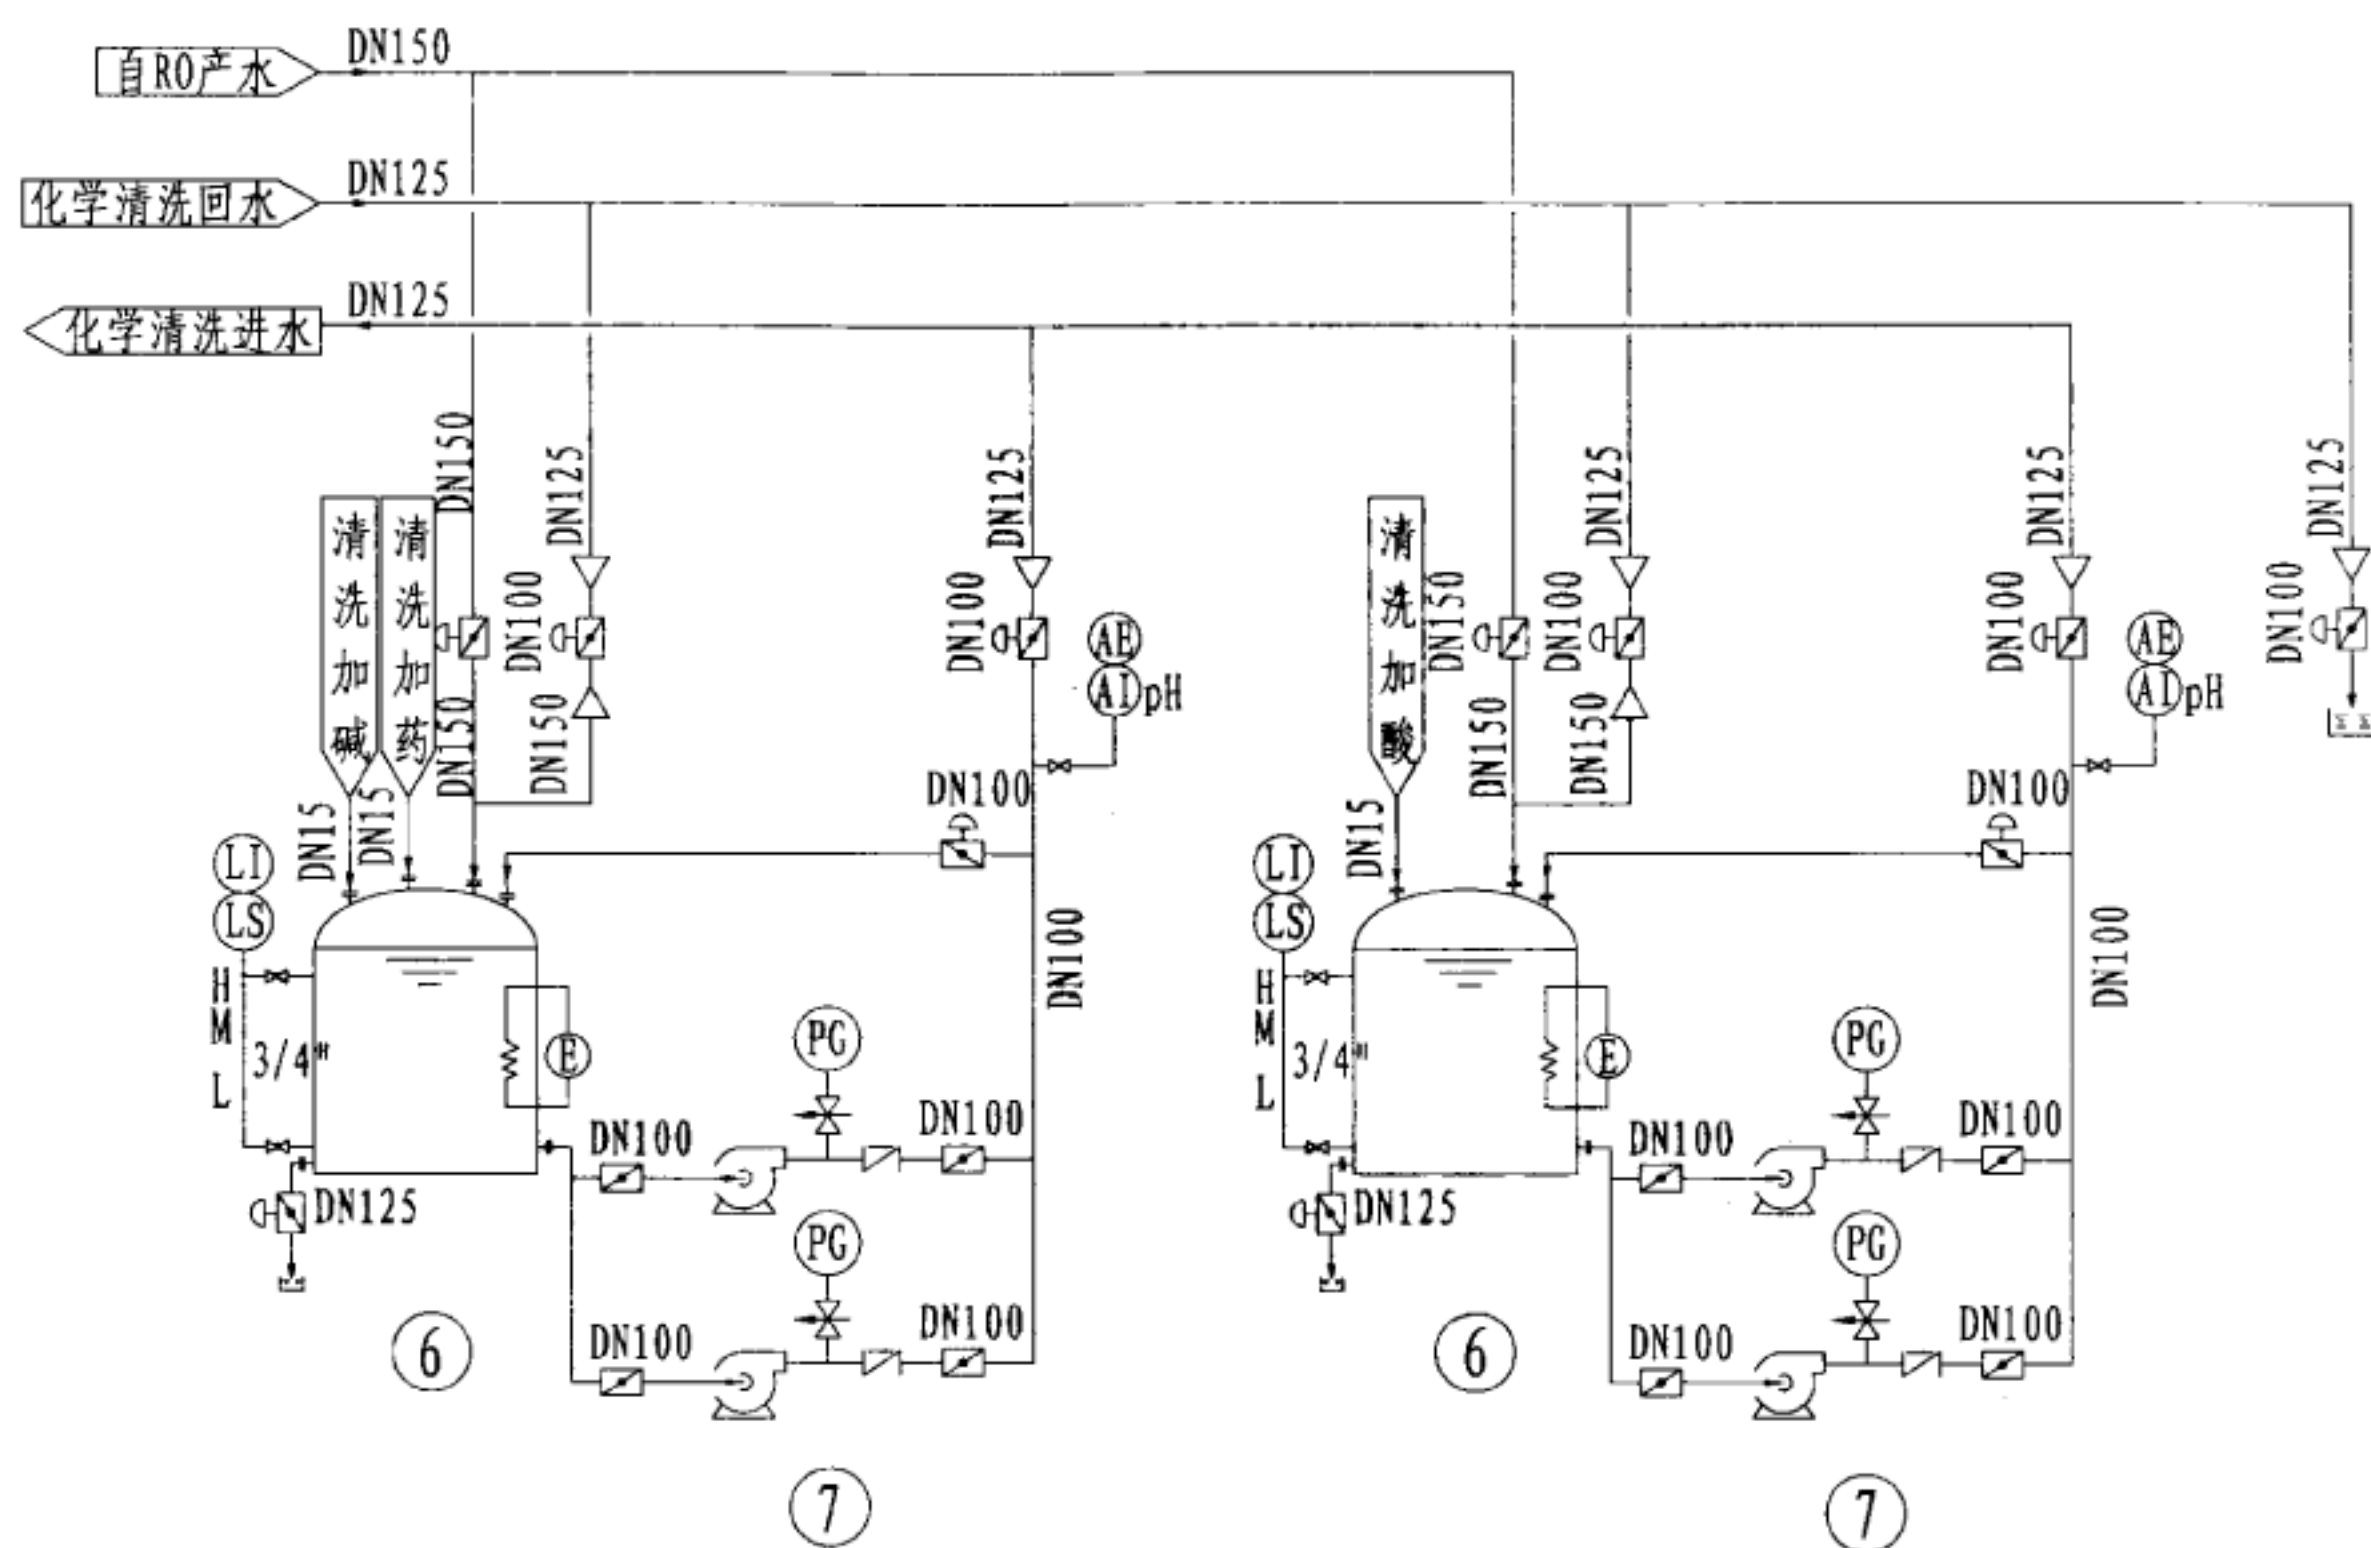 DN150
自RO产水
DN125
化学清洗回水
DN125
化学清洗进水
清洗加碱
清洗加药
DN150
DN125
DN100
DN150
DN150
DN15
DN15
DN125
DN100
AE
AI pH
DN100
DN100
LI
LS
H
M
L
3/4"
E
DN125
PG
DN100
DN100
PG
DN100
DN100
6
7
清洗加酸
DN150
DN125
DN100
DN150
DN150
DN15
DN125
DN100
AE
AI pH
DN100
DN100
DN125
DN100
LI
LS
H
M
L
3/4"
E
DN125
PG
DN100
DN100
PG
DN100
DN100
6
7